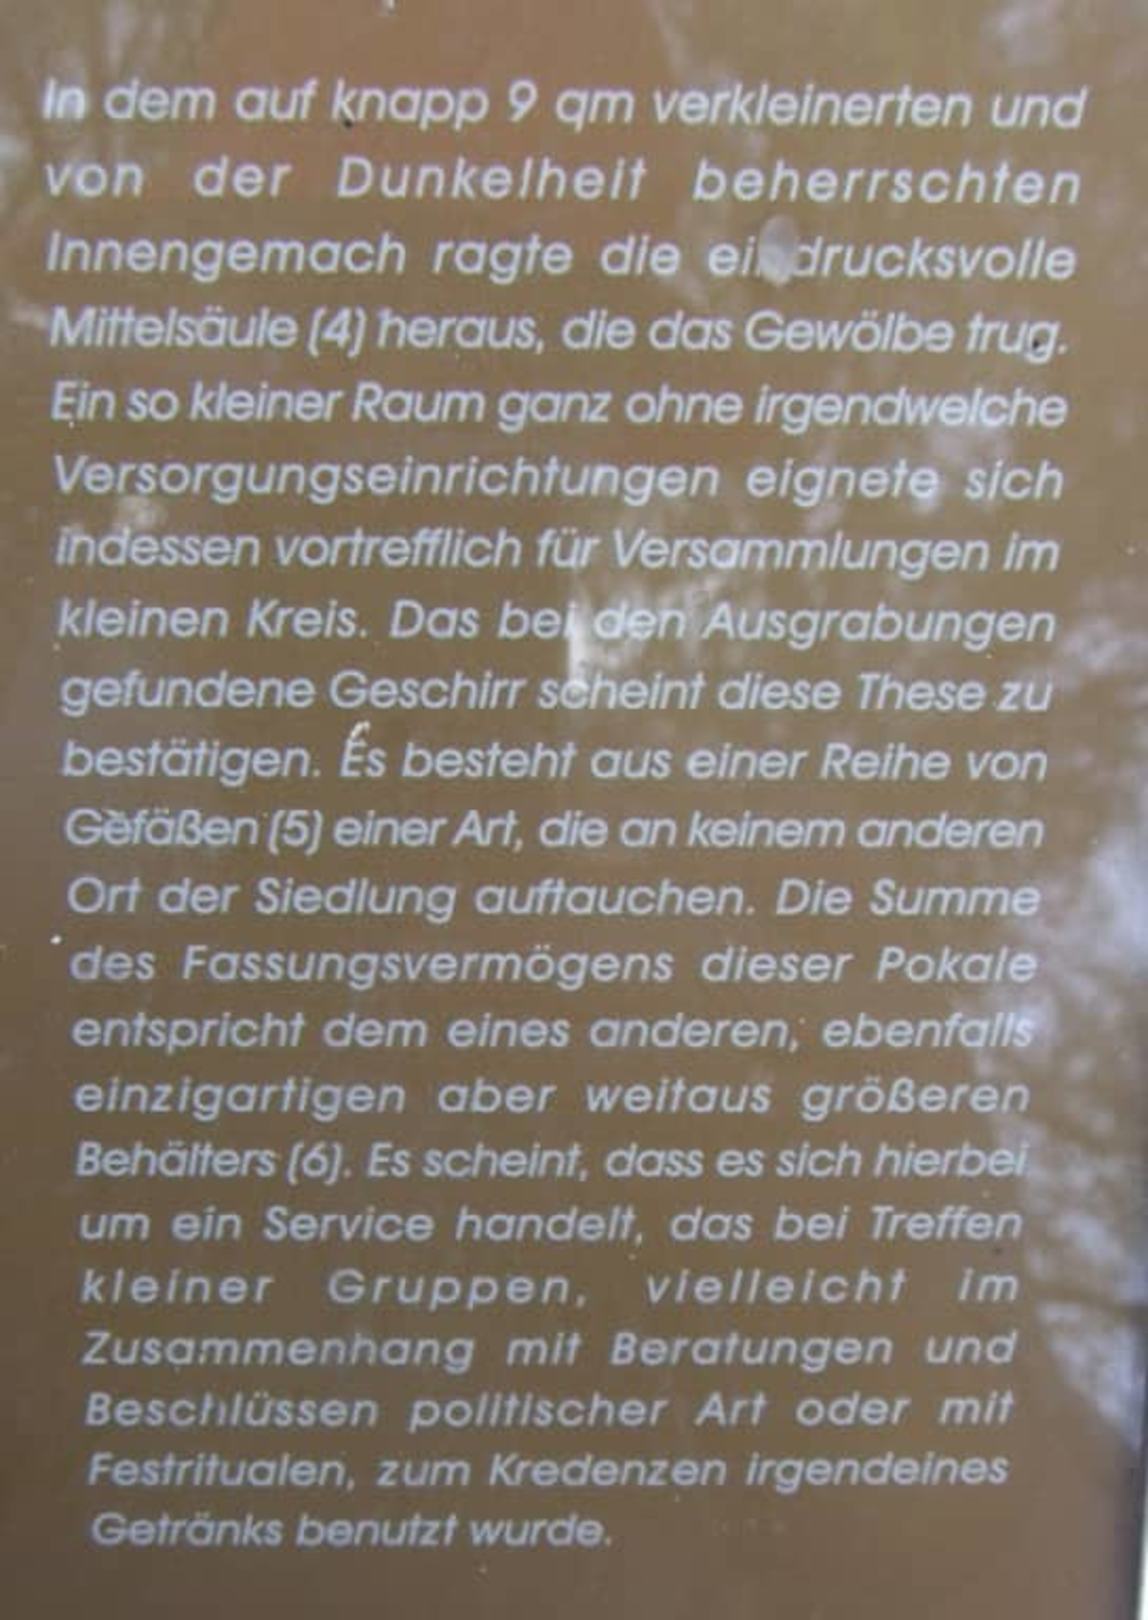 In dem auf knapp 9 qm verkleinerten und
von der Dunkelheit beherrschten
Innengemach ragte die eindrucksvolle
Mittelsäule (4) heraus, die das Gewölbe trug.
Ein so kleiner Raum ganz ohne irgendwelche
Versorgungseinrichtungen eignete sich
indessen vortrefflich für Versammlungen im
kleinen Kreis. Das bei den Ausgrabungen
gefundene Geschirr scheint diese These zu
bestätigen. Es besteht aus einer Reihe von
Gefäßen (5) einer Art, die an keinem anderen
Ort der Siedlung auftauchen. Die Summe
des Fassungsvermögens dieser Pokale
entspricht dem eines anderen, ebenfalls
einzigartigen aber weitaus größeren
Behälters (6). Es scheint, dass es sich hierbei
um ein Service handelt, das bei Treffen
kleiner Gruppen, vielleicht im
Zusammenhang mit Beratungen und
Beschlüssen politischer Art oder mit
Festritualen, zum Kredenzen irgendeines
Getränks benutzt wurde.